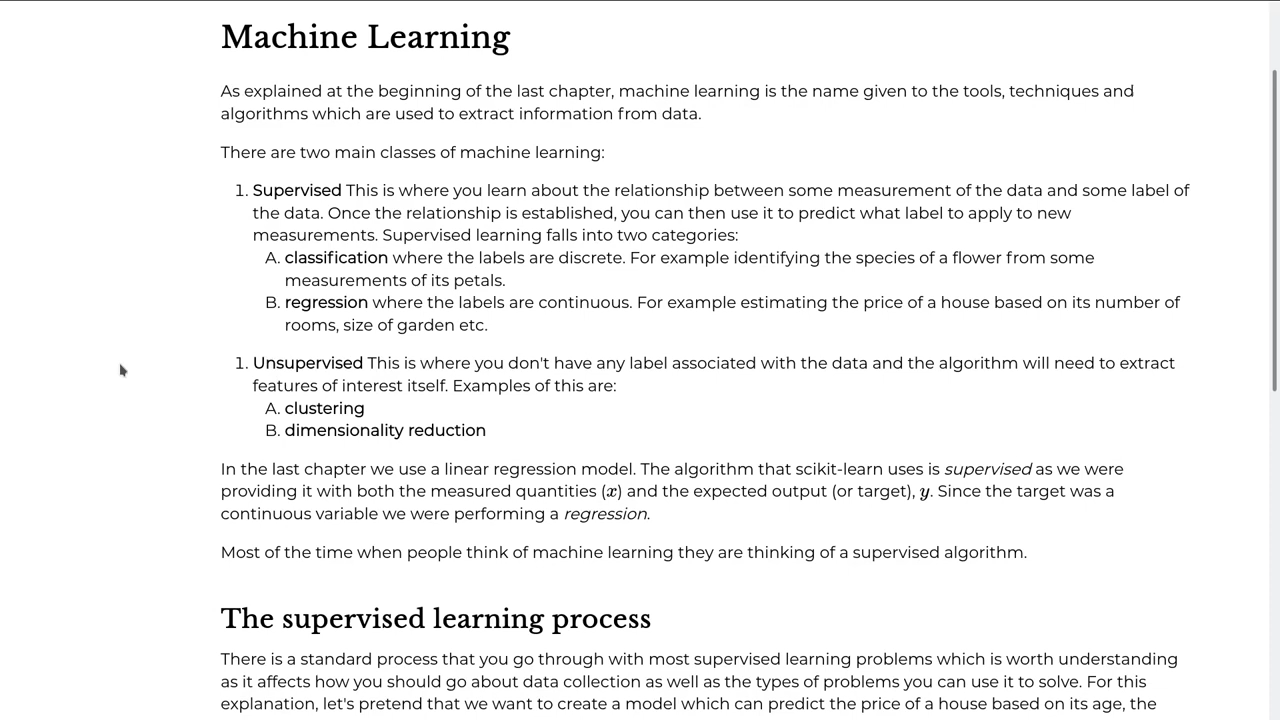 Machine Learning
As explained at the beginning of the last chapter, machine learning is the name given to the tools, techniques and
algorithms which are used to extract information from data.
There are two main classes of machine learning:
1. Supervised This is where you learn about the relationship between some measurement of the data and some label of
the data. Once the relationship is established, you can then use it to predict what label to apply to new
measurements. Supervised learning falls into two categories:
A. classification where the labels are discrete. For example identifying the species of a flower from some
measurements of its petals.
B. regression where the labels are continuous. For example estimating the price of a house based on its number of
rooms, size of garden etc.
1. Unsupervised This is where you don't have any label associated with the data and the algorithm will need to extract
features of interest itself. Examples of this are:
A. clustering
B. dimensionality reduction
In the last chapter we use a linear regression model. The algorithm that scikit-learn uses is supervised as we were
providing it with both the measured quantities (x) and the expected output (or target), y. Since the target was a
continuous variable we were performing a regression.
Most of the time when people think of machine learning they are thinking of a supervised algorithm.
The supervised learning process
There is a standard process that you go through with most supervised learning problems which is worth understanding
as it affects how you should go about data collection as well as the types of problems you can use it to solve. For this
explanation, let's pretend that we want to create a model which can predict the price of a house based on its age, the